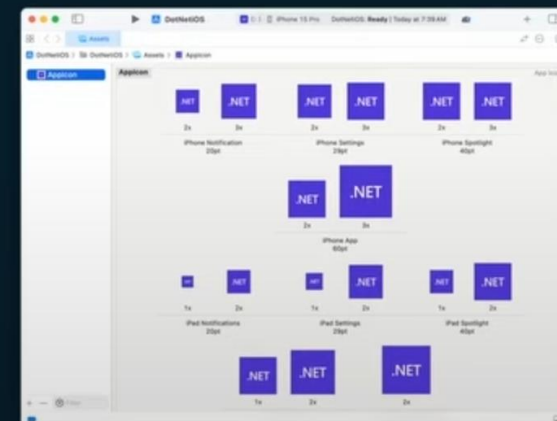 DotNetiOS
iPhone 15 Pro
DotNetiOS: Ready | Today at 7:39 AM
Assets
DotNetiOS
DotNetiOS
Assets
AppIcon
AppIcon
AppIcon
.NET .NET .NET .NET .NET .NET
2x 3x 2x 3x 2x 3x
iPhone Notification iPhone Settings iPhone Spotlight
20pt 29pt 40pt
.NET .NET
2x 3x
iPhone App
60pt
.NET .NET .NET .NET .NET
1x 2x 1x 2x 1x 2x
iPad Notifications iPad Settings iPad Spotlight
20pt 29pt 40pt
.NET .NET .NET
1x 2x 2x
Filter